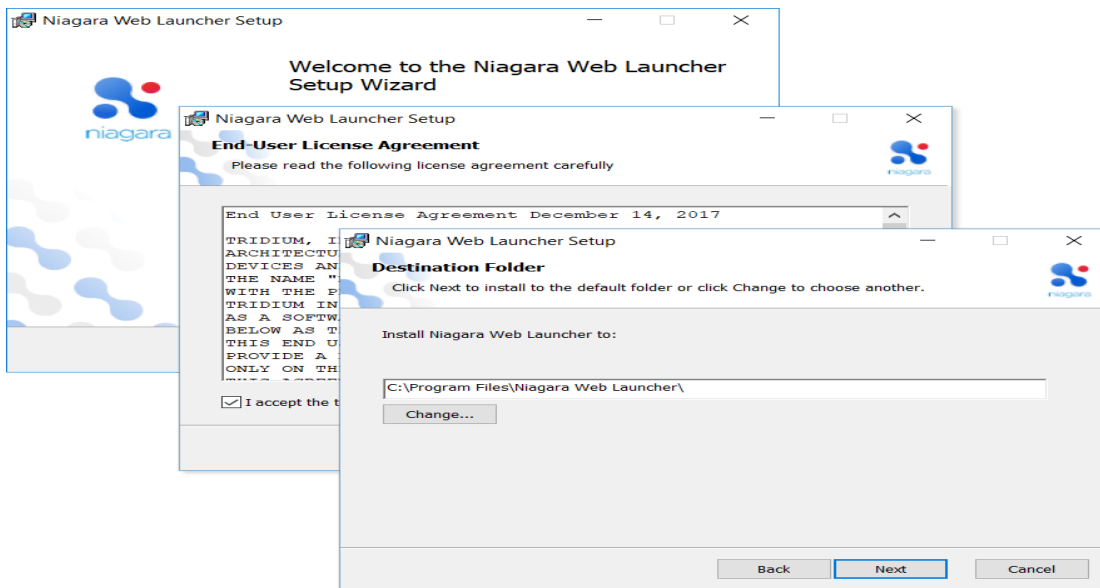 Niagara Web Launcher Setup
Welcome to the Niagara Web Launcher
Setup Wizard
niagara
Niagara Web Launcher Setup
End-User License Agreement
Please read the following license agreement carefully
niagara
End User License Agreement December 14, 2017
TRIDIUM,
ARCHITECTU
DEVICES AN
THE NAME
WITH THE P
TRIDIUM IN
AS A SOFTW
BELOW AS T
THIS END U
PROVIDE A
ONLY ON TH
I accept the t
Niagara Web Launcher Setup
Destination Folder
Click Next to install to the default folder or click Change to choose another.
niagara
Install Niagara Web Launcher to:
C:\Program Files\Niagara Web Launcher\
Change...
Back
Next
Cancel